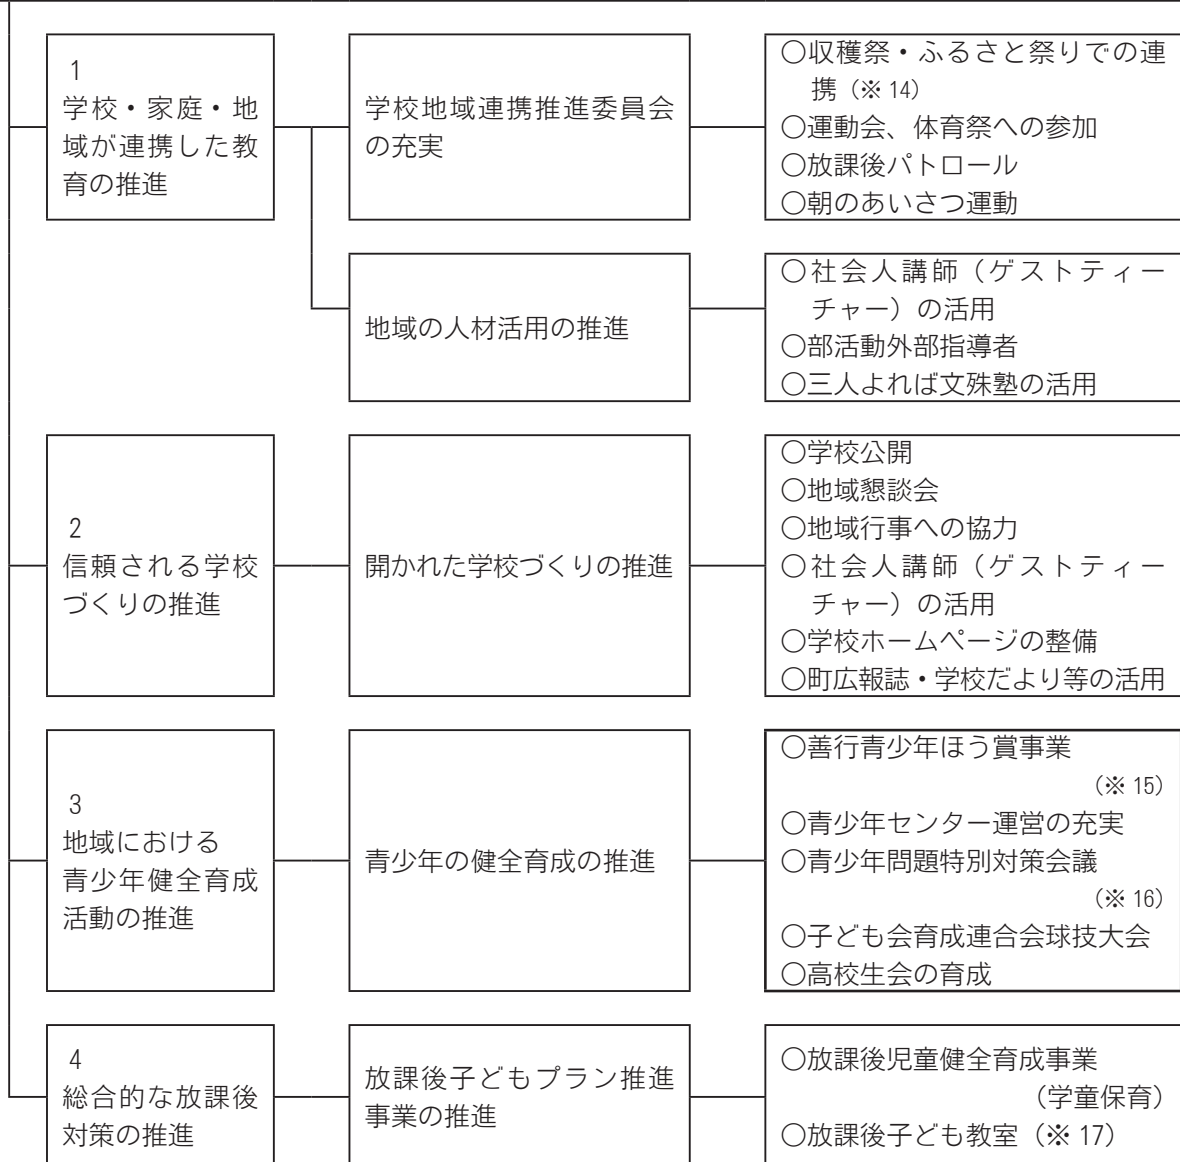 1
学校・家庭・地
域が連携した教
育の推進
学校地域連携推進委員会
の充実
○収穫祭・ふるさと祭りでの連
携（※ 14）
○運動会、体育祭への参加
○放課後パトロール
○朝のあいさつ運動
地域の人材活用の推進
○社会人講師（ゲストティー
チャー）の活用
○部活動外部指導者
○三人よれば文殊塾の活用
2
信頼される学校
づくりの推進
開かれた学校づくりの推進
○学校公開
○地域懇談会
○地域行事への協力
○社会人講師（ゲストティー
チャー）の活用
○学校ホームページの整備
○町広報誌・学校だより等の活用
3
地域における
青少年健全育成
活動の推進
青少年の健全育成の推進
○善行青少年ほう賞事業
（※ 15）
○青少年センター運営の充実
○青少年問題特別対策会議
（※ 16）
○子ども会育成連合会球技大会
○高校生会の育成
4
総合的な放課後
対策の推進
放課後子どもプラン推進
事業の推進
○放課後児童健全育成事業
（学童保育）
○放課後子ども教室（※ 17）